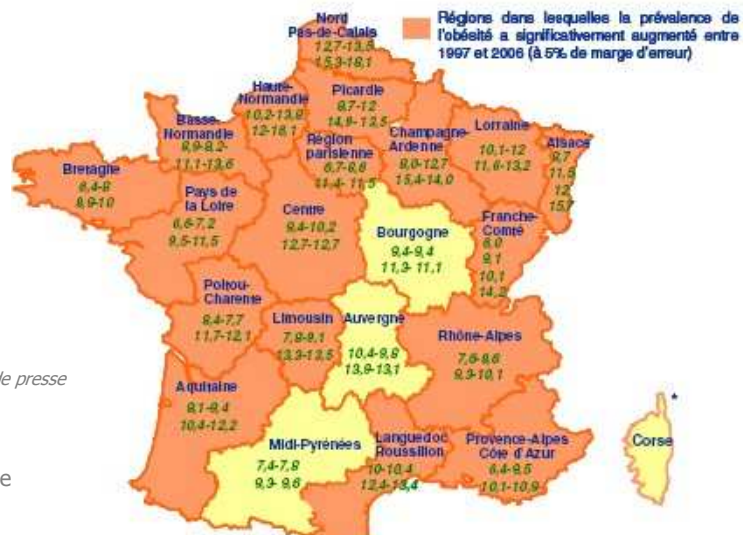 Régions dans lesquelles la prévalence de
l'obésité a significativement augmenté entre
1997 et 2006 (à 5% de marge d'erreur)
Nord
Pas-de-Calais
12,7-13,5
15,3-18,1
Haute-
Normandie
10,2-13,9
12-16,1
Picardie
9,7-12
14,9-13,5
Basse-
Normandie
8,9-8,2-
11,1-13,6
Région
parisienne
6,7-8,8
11,4- 11,5
Champagne-
Ardenne
8,0-12,7
15,4-14,0
Lorraine
10,1-12
11,6-13,2
Alsace
9,7
11,5
12
15,7
Bretagne
6,4-8
8,9-10
Pays de
la Loire
6,6-7,2
9,5-11,5
Centre
9,4-10,2
12,7-12,7
Bourgogne
9,4-9,4
11,3- 11,1
Franche-
Comté
6,0
9,1
10,1
14,2
Poitou-
Charente
8,4-7,7
11,7-12,1
Limousin
7,9-9,1
13,3-13,5
Auvergne
10,4-9,8
13,9-13,1
Rhône-Alpes
7,6-8,6
9,3-10,1
de presse
Aquitaine
9,1-9,4
10,4-12,2
Midi-Pyrénées
7,4-7,8
9,3- 9,6
Languedoc
Roussillon
10-10,4
12,4-13,4
Provence-Alpes
Côte d'Azur
6,4-9,5
10,1-10,9
*
Corse
e